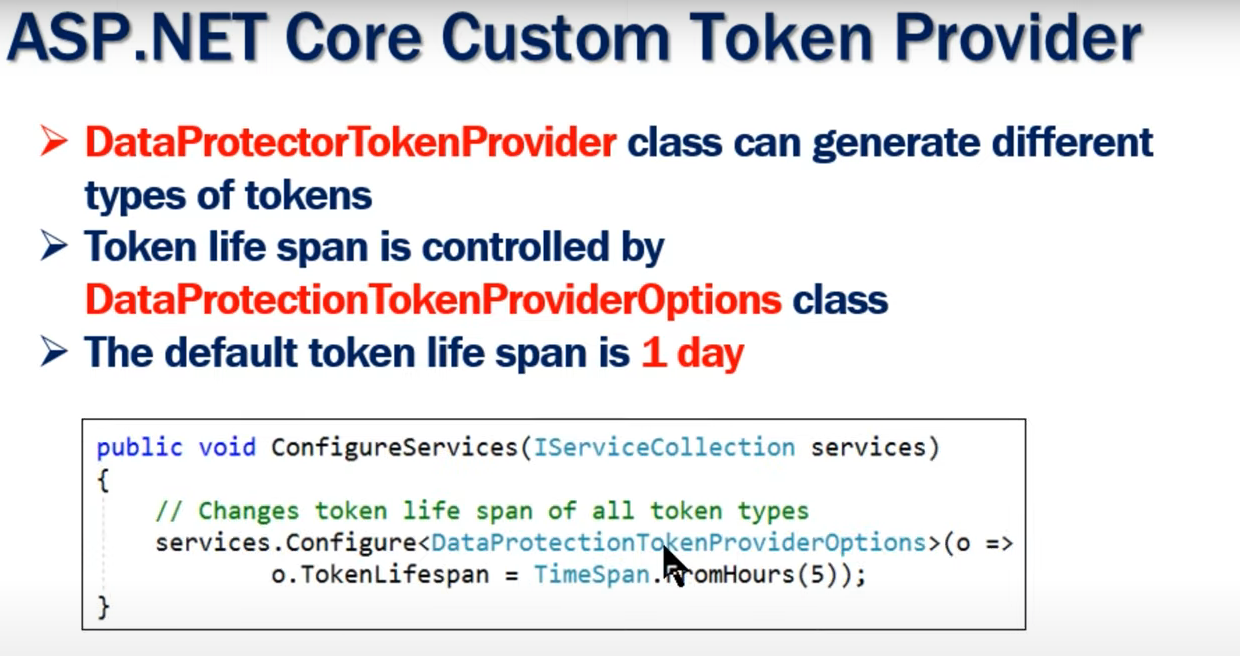 ASP.NET Core Custom Token Provider
DataProtectorTokenProvider class can generate different
types of tokens
Token life span is controlled by
DataProtectionTokenProviderOptions class
The default token life span is 1 day
public void ConfigureServices(IServiceCollection services)
{
// Changes token life span of all token types
services.Configure<DataProtectionTokenProviderOptions>(o =>
o.TokenLifespan = TimeSpan.FromHours(5));
}